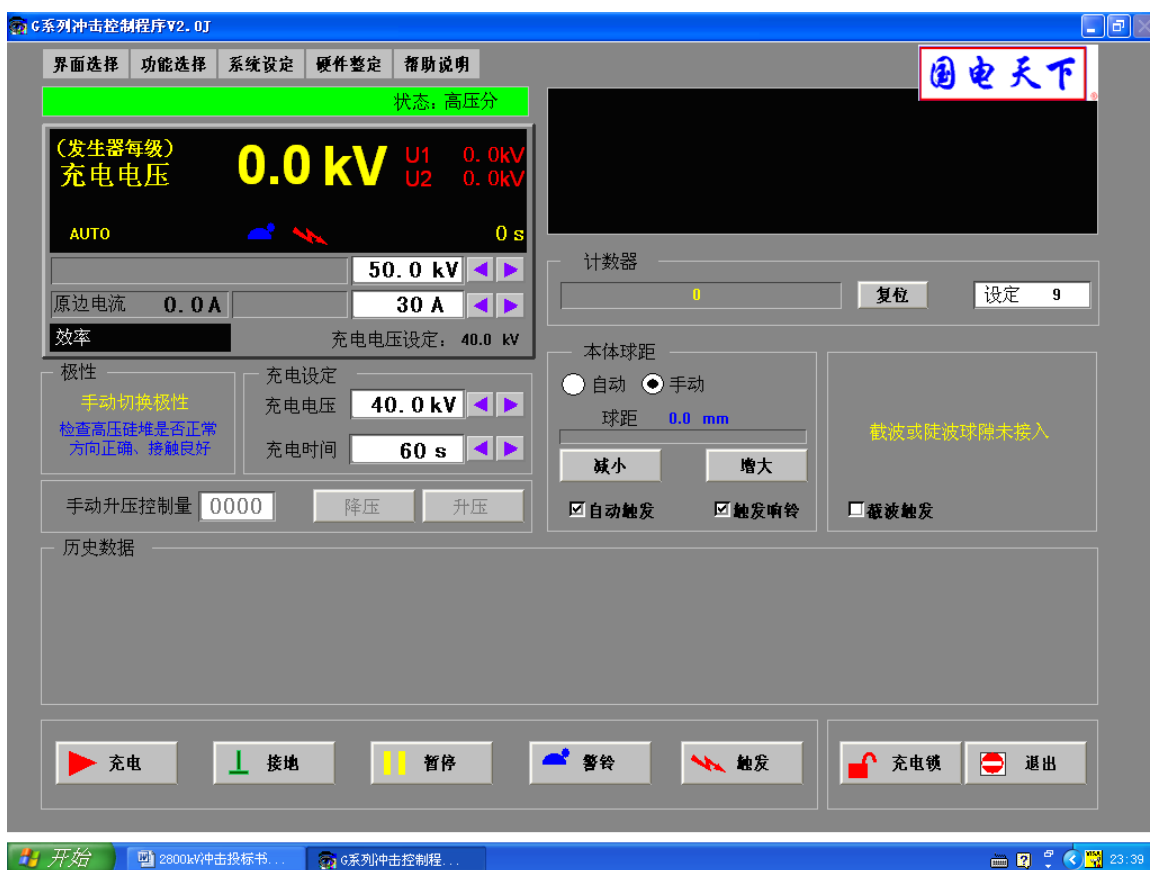 G系列冲击控制程序V2.0J
界面选择 功能选择 系统设定 硬件整定 帮助说明
国电天下
状态：高压分
（发生器每级）
充电电压
0.0 kV
U1 0.0kV
U2 0.0kV
AUTO
0 s
50.0 kV
原边电流 0.0A
30 A
效率
充电电压设定： 40.0 kV
计数器
0
复位
设定 9
极性
手动切换极性
检查高压硅堆是否正常
方向正确、接触良好
充电设定
充电电压 40.0 kV
充电时间 60 s
本体球距
自动 手动
球距 0.0 mm
减小 增大
自动触发 触发响铃
截波或陡波球隙未接入
截波触发
手动升压控制量 0000 降压 升压
历史数据
充电 接地 暂停 警铃 触发 充电锁 退出
开始 2800kV冲击投标书... G系列冲击控制程... 23:39